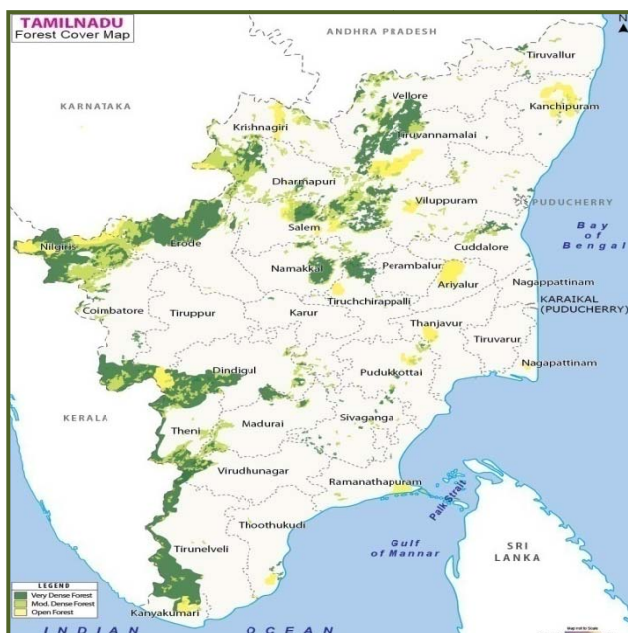 TAMILNADU
Forest Cover Map
N
ANDHRA PRADESH
Tiruvallur
KARNATAKA
Vellore
Kanchipuram
Krishnagiri
Tiruvannamalai
Dharmapuri
Viluppuram
PUDUCHERRY
Salem
Bay
of
Bengal
Nilgiris
Erode
Cuddalore
Namakkal
Perambalur
Nagappattinam
Ariyalur
KARAIKAL
(PUDUCHERRY)
Coimbatore
Tiruppur
Karur
Tiruchchirappalli
Thanjavur
Tiruvarur
Nagapattinam
Dindigul
Pudukkottai
KERALA
Theni
Madurai
Sivaganga
Virudhunagar
Ramanathapuram
Palk Strait
Thoothukudi
Tirunelveli
Gulf
of Mannar
SRI
LANKA
LEGEND
Very Dense Forest
Mod. Dense Forest
Open Forest
Kanyakumari
INDIAN OCEAN